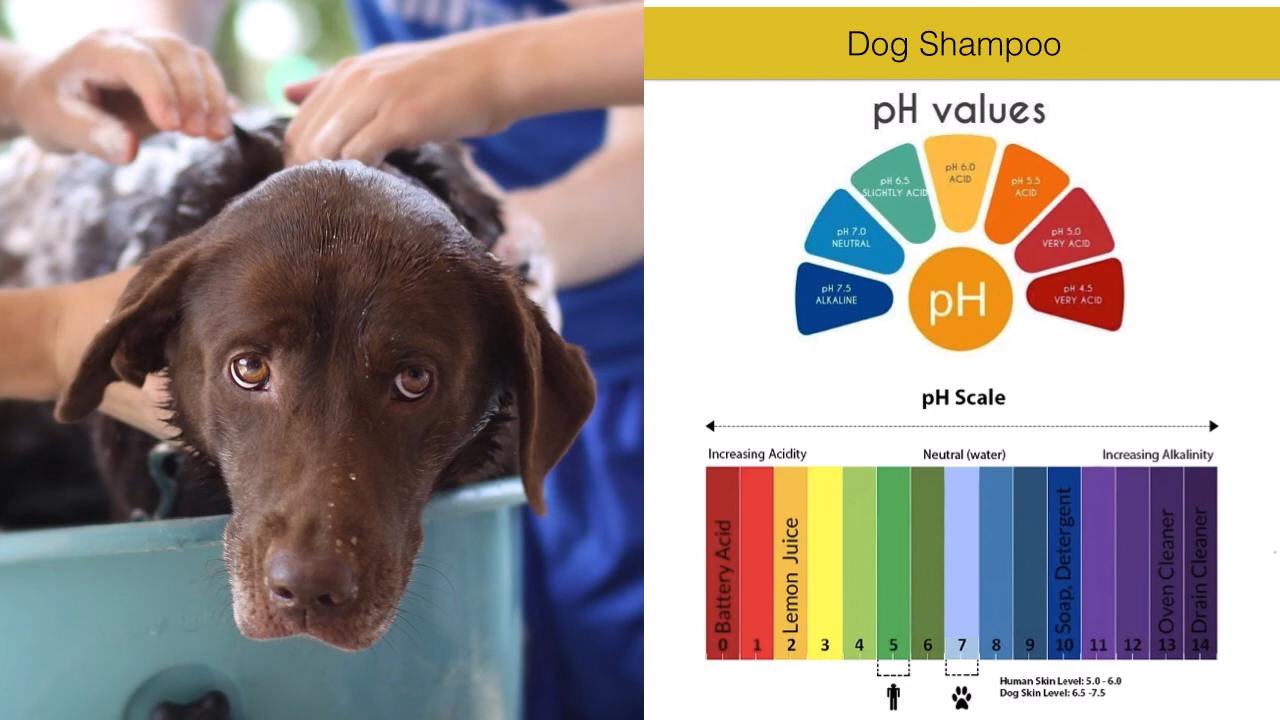 Dog Shampoo
pH values
pH 6.0
ACID
pH 6.5
SLIGHTLY ACID
pH 5.5
ACID
pH 7.0
NEUTRAL
pH 5.0
VERY ACID
pH 7.5
ALKALINE
pH
pH 4.5
VERY ACID
pH Scale
Increasing Acidity
Neutral (water)
Increasing Alkalinity
Battery Acid
Lemon Juice
Soap, Detergent
Oven Cleaner
Drain Cleaner
0 1 2 3 4 5 6 7 8 9 10 11 12 13 14
Human Skin Level: 5.0 - 6.0
Dog Skin Level: 6.5 -7.5